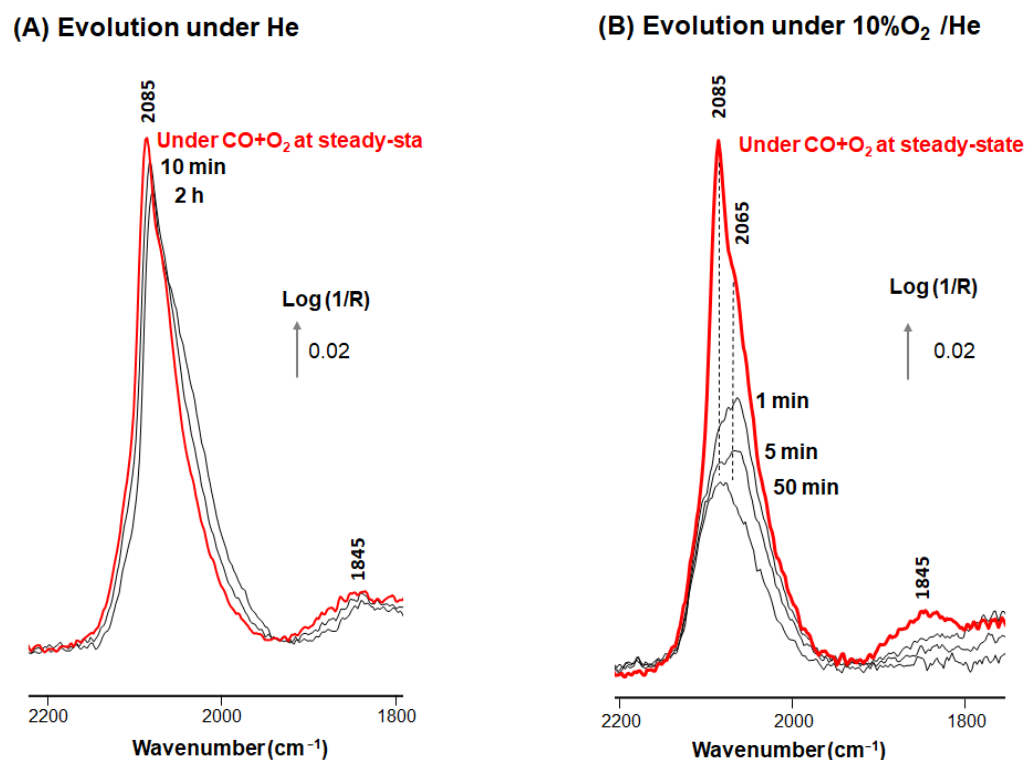 (A) Evolution under He
2085
Under CO+O₂ at steady-sta
10 min
2 h
Log (1/R)
0.02
1845
2200
2000
1800
Wavenumber (cm⁻¹)
(B) Evolution under 10%O₂ /He
2085
Under CO+O₂ at steady-state
2065
Log (1/R)
0.02
1 min
5 min
50 min
1845
2200
2000
1800
Wavenumber (cm⁻¹)